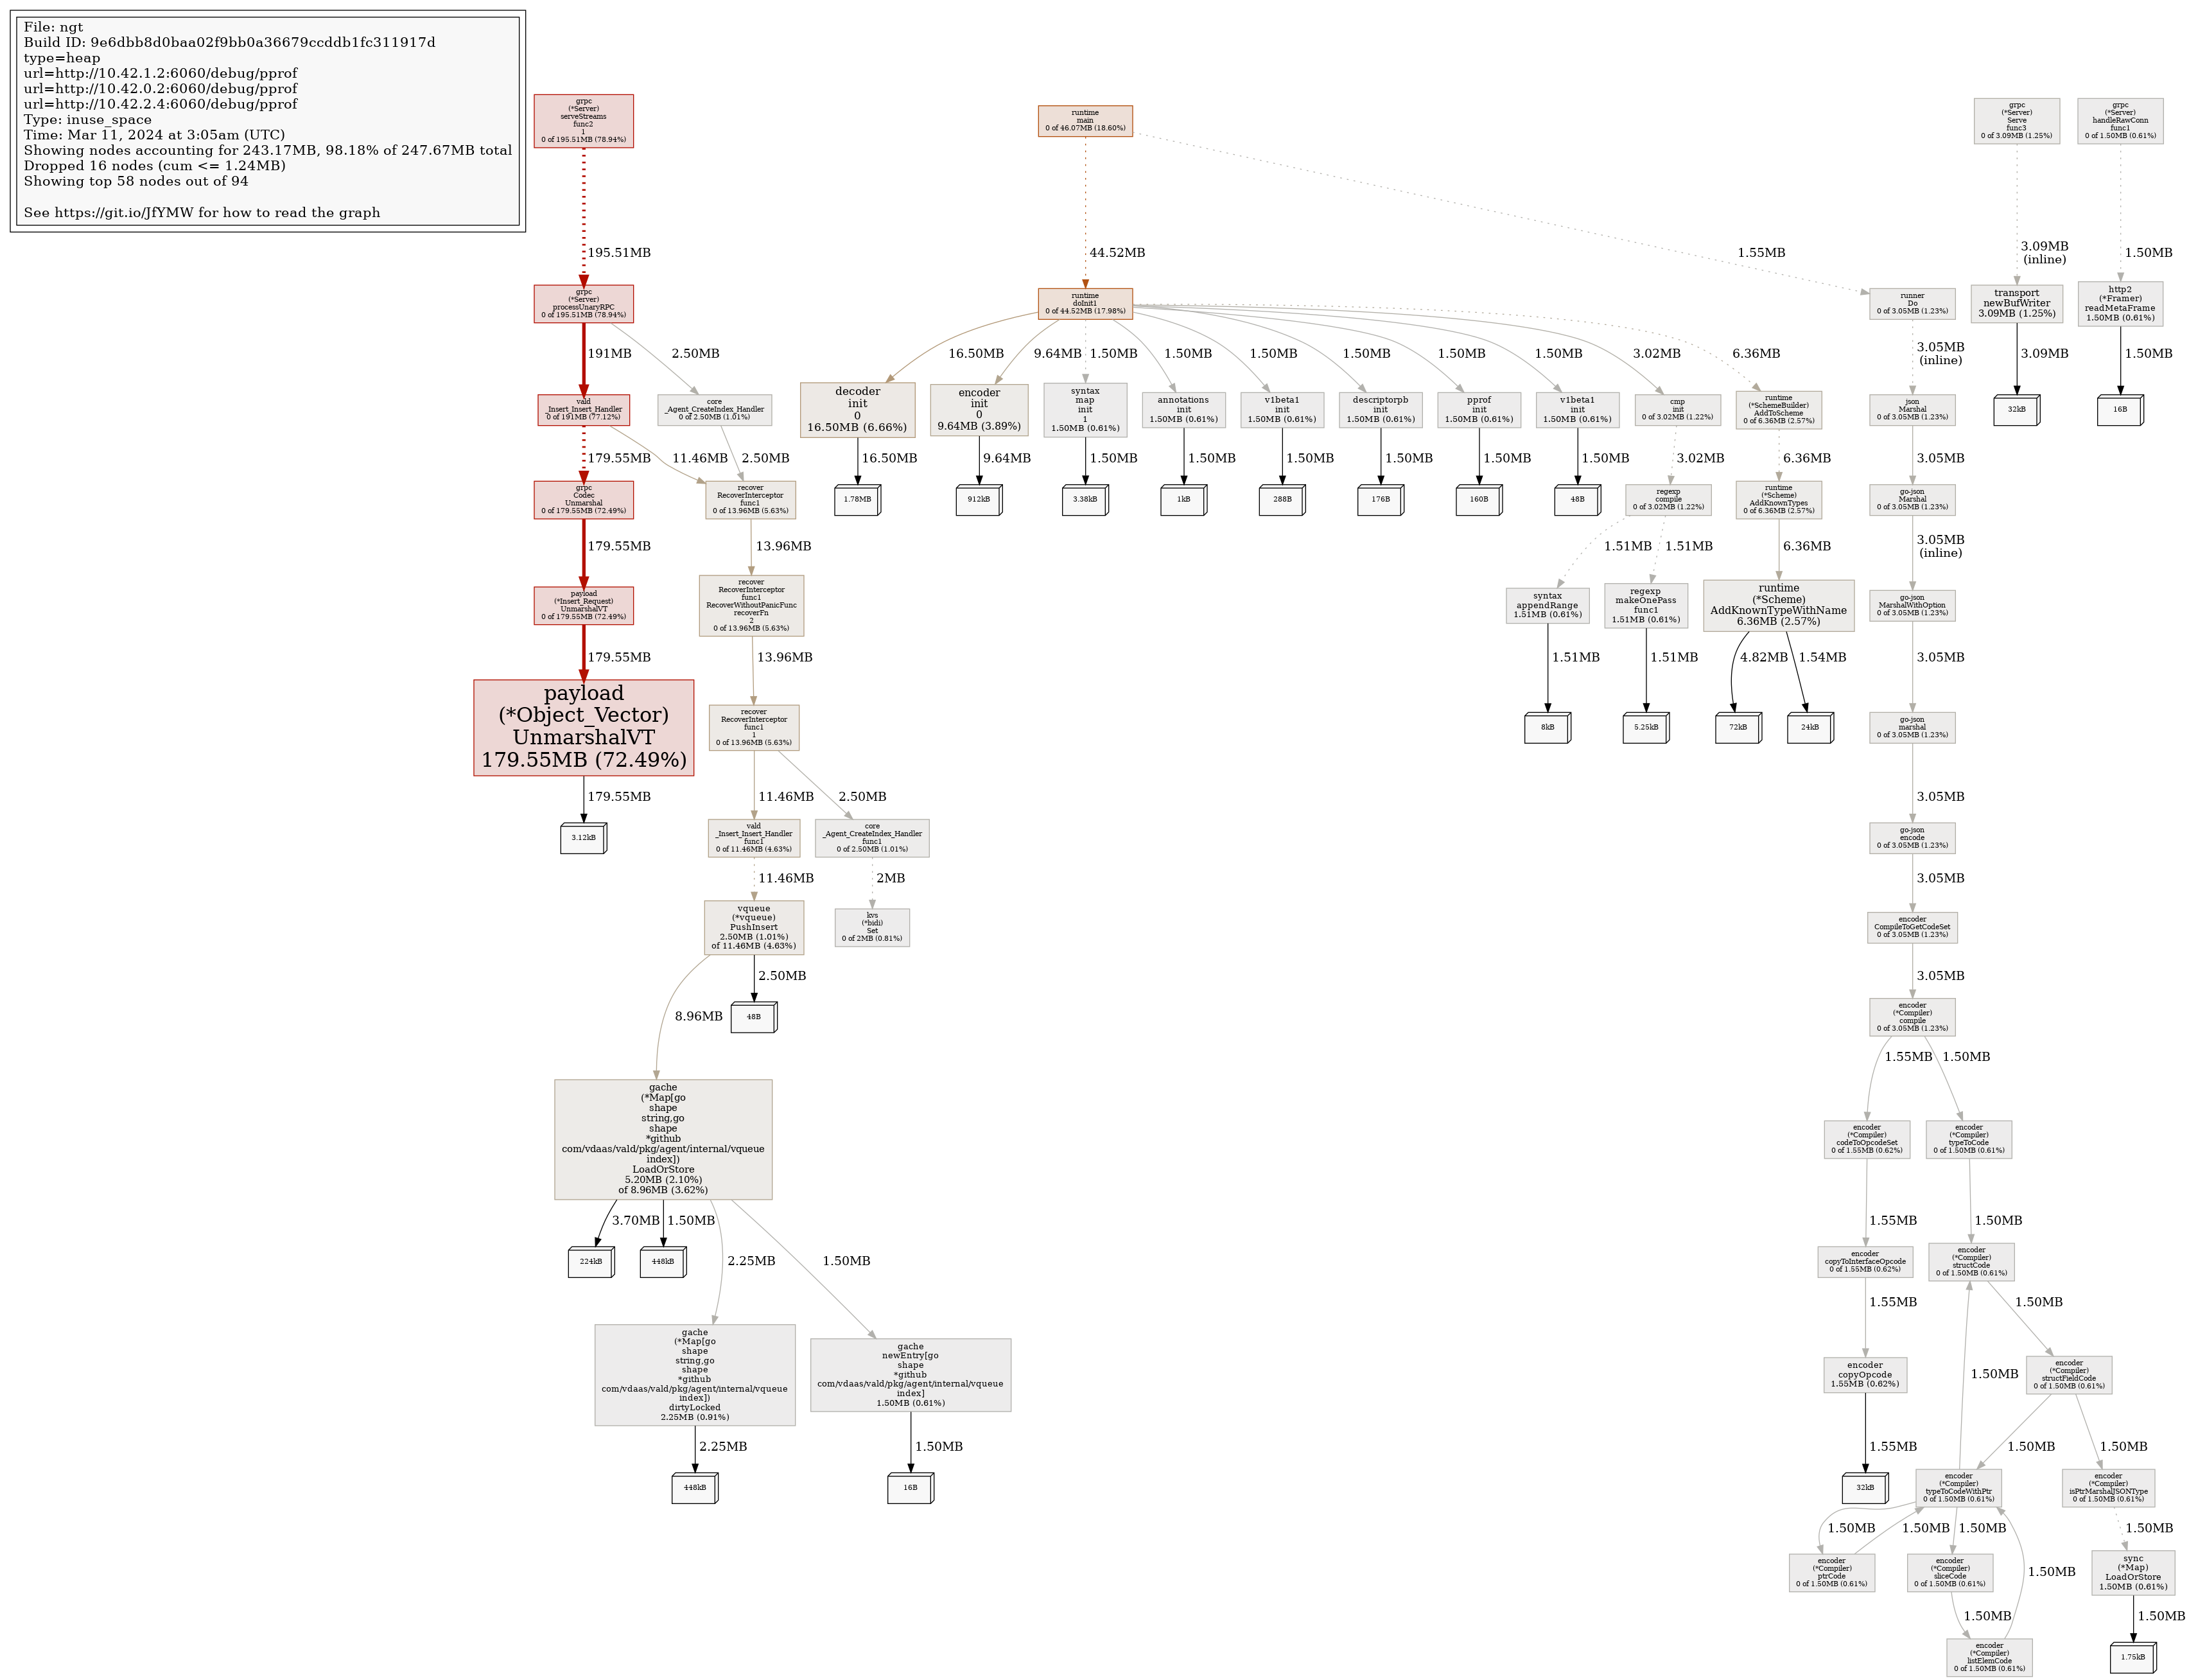 File: ngt
Build ID: 9e6dbb8d0baa02f9bb0a36679ccddb1fc311917d
type=heap
url=http://10.42.1.2:6060/debug/pprof
url=http://10.42.0.2:6060/debug/pprof
url=http://10.42.2.4:6060/debug/pprof
Type: inuse_space
Time: Mar 11, 2024 at 3:05am (UTC)
Showing nodes accounting for 243.17MB, 98.18% of 247.67MB total
Dropped 16 nodes (cum <= 1.24MB)
Showing top 58 nodes out of 94
See https://git.io/JfYMW for how to read the graph
grpc
(*Server)
serveStreams
func2
1
0 of 195.51MB (78.94%)
195.51MB
grpc
(*Server)
processUnaryRPC
0 of 195.51MB (78.94%)
191MB
2.50MB
vald
_Insert_Insert_Handler
0 of 191MB (77.12%)
core
_Agent_CreateIndex_Handler
0 of 2.50MB (1.01%)
179.55MB
11.46MB
2.50MB
grpc
Codec
Unmarshal
0 of 179.55MB (72.49%)
recover
RecoverInterceptor
func1
0 of 13.96MB (5.63%)
179.55MB
13.96MB
payload
(*Insert_Request)
UnmarshalVT
0 of 179.55MB (72.49%)
recover
RecoverInterceptor
func1
RecoverWithoutPanicFunc
recoverFn
2
0 of 13.96MB (5.63%)
179.55MB
13.96MB
payload
(*Object_Vector)
UnmarshalVT
179.55MB (72.49%)
179.55MB
3.12kB
recover
RecoverInterceptor
func1
1
0 of 13.96MB (5.63%)
11.46MB
2.50MB
vald
_Insert_Insert_Handler
func1
0 of 11.46MB (4.63%)
core
_Agent_CreateIndex_Handler
func1
0 of 2.50MB (1.01%)
11.46MB
2MB
vqueue
(*vqueue)
PushInsert
2.50MB (1.01%)
of 11.46MB (4.63%)
kvs
(*bidi)
Set
0 of 2MB (0.81%)
8.96MB
2.50MB
48B
gache
(*Map[go
shape
string,go
shape
*github
com/vdaas/vald/pkg/agent/internal/vqueue
index])
LoadOrStore
5.20MB (2.10%)
of 8.96MB (3.62%)
3.70MB
1.50MB
224kB
448kB
2.25MB
1.50MB
gache
(*Map[go
shape
string,go
shape
*github
com/vdaas/vald/pkg/agent/internal/vqueue
index])
dirtyLocked
2.25MB (0.91%)
gache
newEntry[go
shape
*github
com/vdaas/vald/pkg/agent/internal/vqueue
index]
1.50MB (0.61%)
2.25MB
1.50MB
448kB
16B
runtime
main
0 of 46.07MB (18.60%)
44.52MB
1.55MB
runtime
doInit1
0 of 44.52MB (17.98%)
16.50MB
9.64MB
1.50MB
1.50MB
1.50MB
1.50MB
1.50MB
1.50MB
3.02MB
6.36MB
decoder
init
0
16.50MB (6.66%)
encoder
init
0
9.64MB (3.89%)
syntax
map
init
1
1.50MB (0.61%)
annotations
init
1.50MB (0.61%)
v1beta1
init
1.50MB (0.61%)
descriptorpb
init
1.50MB (0.61%)
pprof
init
1.50MB (0.61%)
v1beta1
init
1.50MB (0.61%)
cmp
init
0 of 3.02MB (1.22%)
runtime
(*SchemeBuilder)
AddToScheme
0 of 6.36MB (2.57%)
16.50MB
9.64MB
1.50MB
1.50MB
1.50MB
1.50MB
1.50MB
1.50MB
3.02MB
6.36MB
1.78MB
912kB
3.38kB
1kB
288B
176B
160B
48B
regexp
compile
0 of 3.02MB (1.22%)
runtime
(*Scheme)
AddKnownTypes
0 of 6.36MB (2.57%)
1.51MB
1.51MB
6.36MB
syntax
appendRange
1.51MB (0.61%)
regexp
makeOnePass
func1
1.51MB (0.61%)
runtime
(*Scheme)
AddKnownTypeWithName
6.36MB (2.57%)
1.51MB
1.51MB
4.82MB
1.54MB
8kB
5.25kB
72kB
24kB
runner
Do
0 of 3.05MB (1.23%)
3.05MB
(inline)
json
Marshal
0 of 3.05MB (1.23%)
3.05MB
go-json
Marshal
0 of 3.05MB (1.23%)
3.05MB
(inline)
go-json
MarshalWithOption
0 of 3.05MB (1.23%)
3.05MB
go-json
marshal
0 of 3.05MB (1.23%)
3.05MB
go-json
encode
0 of 3.05MB (1.23%)
3.05MB
encoder
CompileToGetCodeSet
0 of 3.05MB (1.23%)
3.05MB
encoder
(*Compiler)
compile
0 of 3.05MB (1.23%)
1.55MB
1.50MB
encoder
(*Compiler)
codeToOpcodeSet
0 of 1.55MB (0.62%)
encoder
(*Compiler)
typeToCode
0 of 1.50MB (0.61%)
1.55MB
1.50MB
encoder
copyToInterfaceOpcode
0 of 1.55MB (0.62%)
encoder
(*Compiler)
structCode
0 of 1.50MB (0.61%)
1.55MB
1.50MB
encoder
copyOpcode
1.55MB (0.62%)
1.50MB
encoder
(*Compiler)
structFieldCode
0 of 1.50MB (0.61%)
1.55MB
1.50MB
1.50MB
32kB
encoder
(*Compiler)
typeToCodeWithPtr
0 of 1.50MB (0.61%)
encoder
(*Compiler)
isPtrMarshalJSONType
0 of 1.50MB (0.61%)
1.50MB
1.50MB
1.50MB
1.50MB
1.50MB
encoder
(*Compiler)
ptrCode
0 of 1.50MB (0.61%)
encoder
(*Compiler)
sliceCode
0 of 1.50MB (0.61%)
sync
(*Map)
LoadOrStore
1.50MB (0.61%)
1.50MB
1.50MB
encoder
(*Compiler)
listElemCode
0 of 1.50MB (0.61%)
1.75kB
grpc
(*Server)
Serve
func3
0 of 3.09MB (1.25%)
3.09MB
(inline)
transport
newBufWriter
3.09MB (1.25%)
3.09MB
32kB
grpc
(*Server)
handleRawConn
func1
0 of 1.50MB (0.61%)
1.50MB
http2
(*Framer)
readMetaFrame
1.50MB (0.61%)
1.50MB
16B